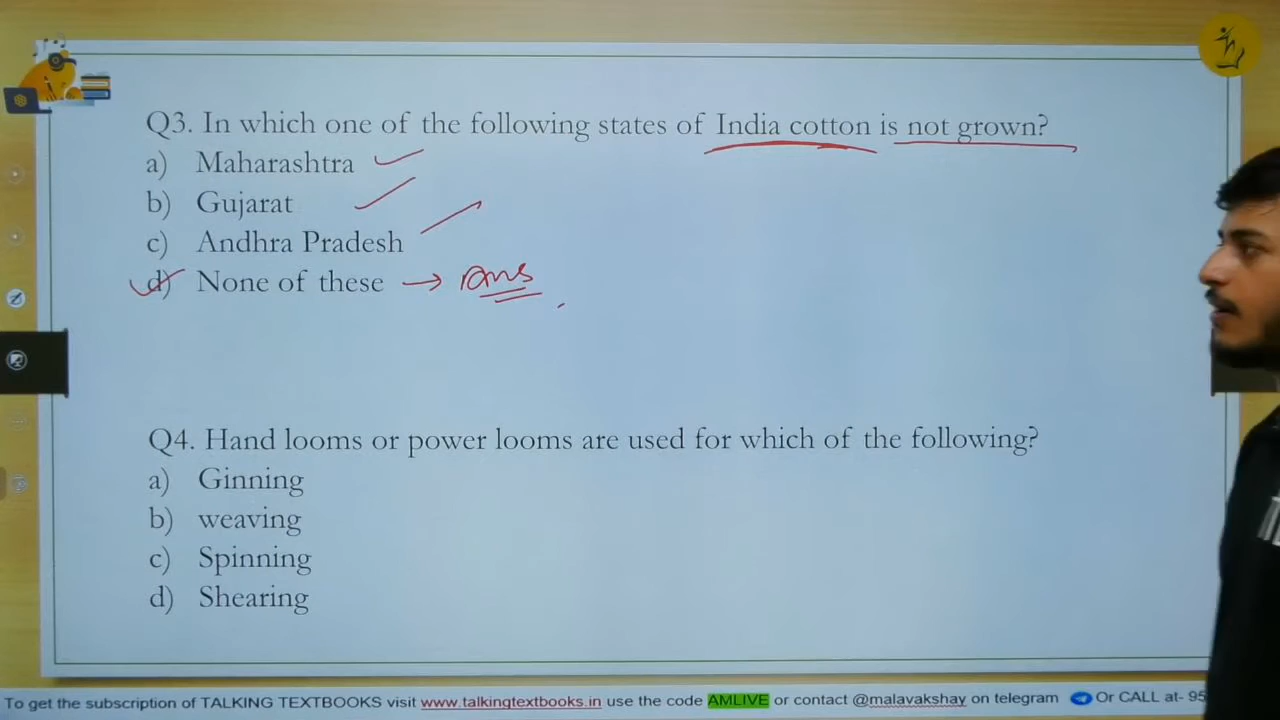 Q3. In which one of the following states of India cotton is not grown?
a) Maharashtra
b) Gujarat
c) Andhra Pradesh
d) None of these → Ans
Q4. Hand looms or power looms are used for which of the following?
a) Ginning
b) weaving
c) Spinning
d) Shearing
To get the subscription of TALKING TEXTBOOKS visit www.talkingtextbooks.in use the code AMLIVE or contact @malavakshay on telegram Or CALL at- 95